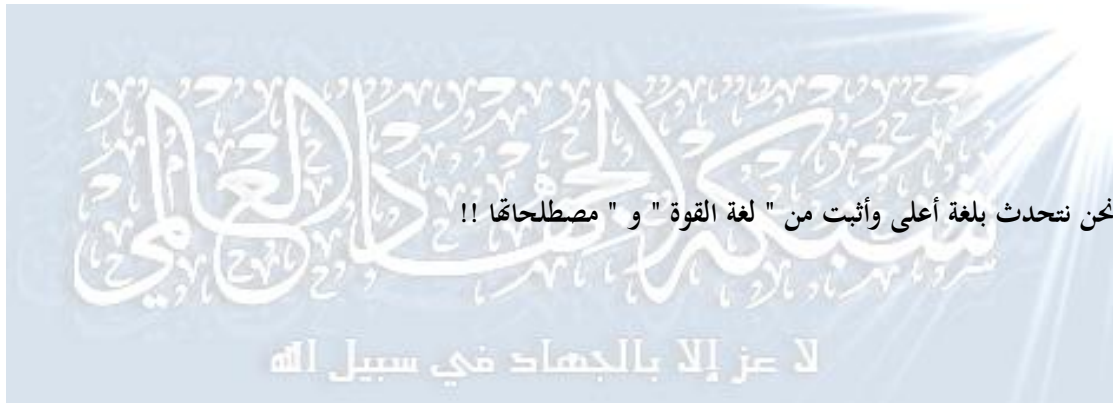 شبكة الجهاد العالمي
نحن نتحدث بلغة أعلى وأثبت من " لغة القوة " و " مصطلحاتها !!
لا عز إلا بالجهاد في سبيل الله